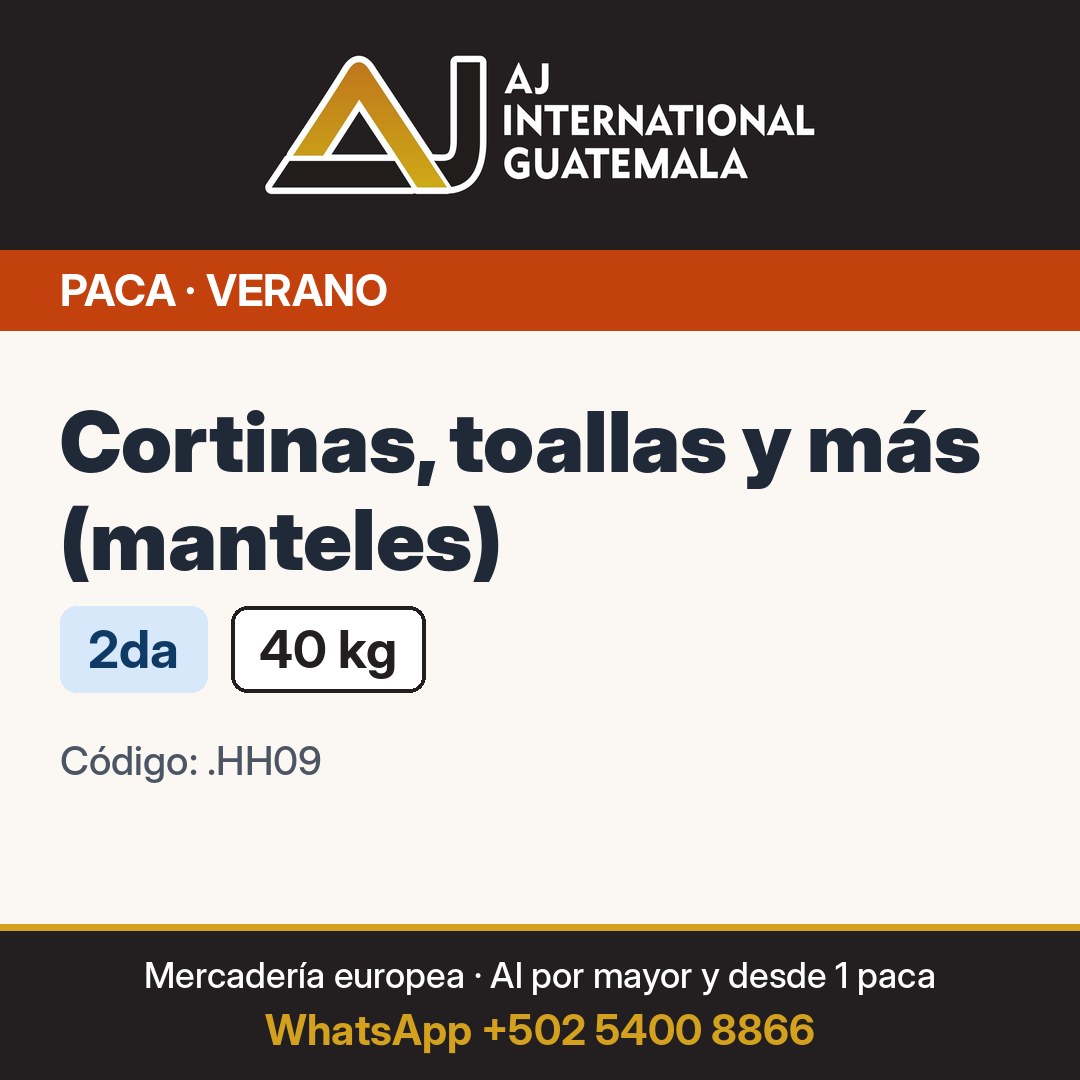 AJ
AJ
INTERNATIONAL
GUATEMALA
PACA · VERANO
Cortinas, toallas y más
(manteles)
2da
40 kg
Código: .HH09
Mercadería europea · Al por mayor y desde 1 paca
WhatsApp +502 5400 8866